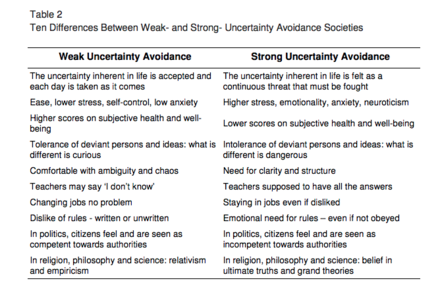 Table 2
Ten Differences Between Weak- and Strong- Uncertainty Avoidance Societies
Weak Uncertainty Avoidance Strong Uncertainty Avoidance
The uncertainty inherent in life is accepted and The uncertainty inherent in life is felt as a
each day is taken as it comes continuous threat that must be fought
Ease, lower stress, self-control, low anxiety Higher stress, emotionality, anxiety, neuroticism
Higher scores on subjective health and well-
being
Lower scores on subjective health and well-being
Tolerance of deviant persons and ideas: what is Intolerance of deviant persons and ideas: what is
different is curious different is dangerous
Comfortable with ambiguity and chaos Need for clarity and structure
Teachers may say ‘I don’t know’ Teachers supposed to have all the answers
Changing jobs no problem Staying in jobs even if disliked
Dislike of rules - written or unwritten Emotional need for rules – even if not obeyed
In politics, citizens feel and are seen as In politics, citizens feel and are seen as
competent towards authorities incompetent towards authorities
In religion, philosophy and science: relativism In religion, philosophy and science: belief in
and empiricism ultimate truths and grand theories